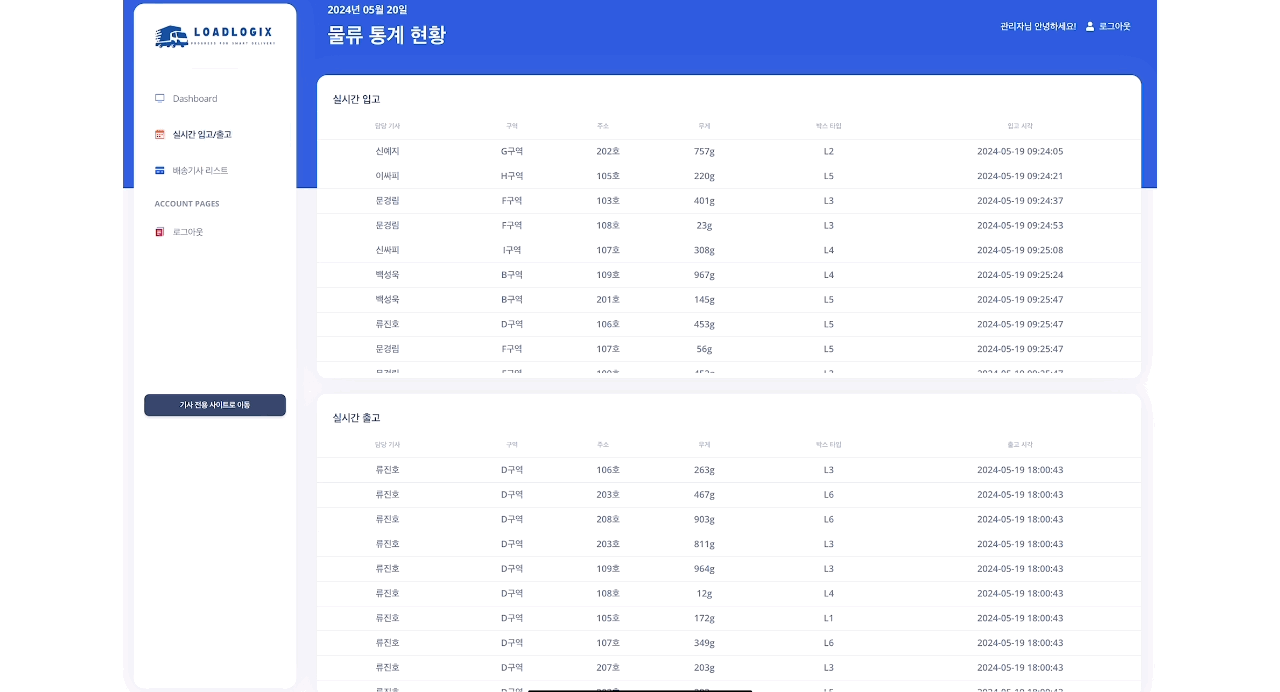 LOADLOGIX
PROGRESS FOR SMART DELIVERY
Dashboard
실시간 입고/출고
배송기사 리스트
ACCOUNT PAGES
로그아웃
기사 전용 사이트로 이동
2024년 05월 20일
물류 통계 현황
관리자님 안녕하세요! 로그아웃
실시간 입고
담당 기사 구역 주소 무게 박스 타입 입고 시각
신예지 G구역 202호 757g L2 2024-05-19 09:24:05
이싸피 H구역 105호 220g L5 2024-05-19 09:24:21
문경림 F구역 103호 401g L3 2024-05-19 09:24:37
문경림 F구역 108호 23g L3 2024-05-19 09:24:53
신싸피 I구역 107호 308g L4 2024-05-19 09:25:08
백성욱 B구역 109호 967g L4 2024-05-19 09:25:24
백성욱 B구역 201호 145g L5 2024-05-19 09:25:47
류진호 D구역 106호 453g L5 2024-05-19 09:25:47
문경림 F구역 107호 56g L5 2024-05-19 09:25:47
실시간 출고
담당 기사 구역 주소 무게 박스 타입 출고 시각
류진호 D구역 106호 263g L3 2024-05-19 18:00:43
류진호 D구역 203호 467g L6 2024-05-19 18:00:43
류진호 D구역 208호 903g L6 2024-05-19 18:00:43
류진호 D구역 203호 811g L3 2024-05-19 18:00:43
류진호 D구역 109호 964g L3 2024-05-19 18:00:43
류진호 D구역 108호 12g L4 2024-05-19 18:00:43
류진호 D구역 105호 172g L1 2024-05-19 18:00:43
류진호 D구역 107호 349g L6 2024-05-19 18:00:43
류진호 D구역 207호 203g L3 2024-05-19 18:00:43